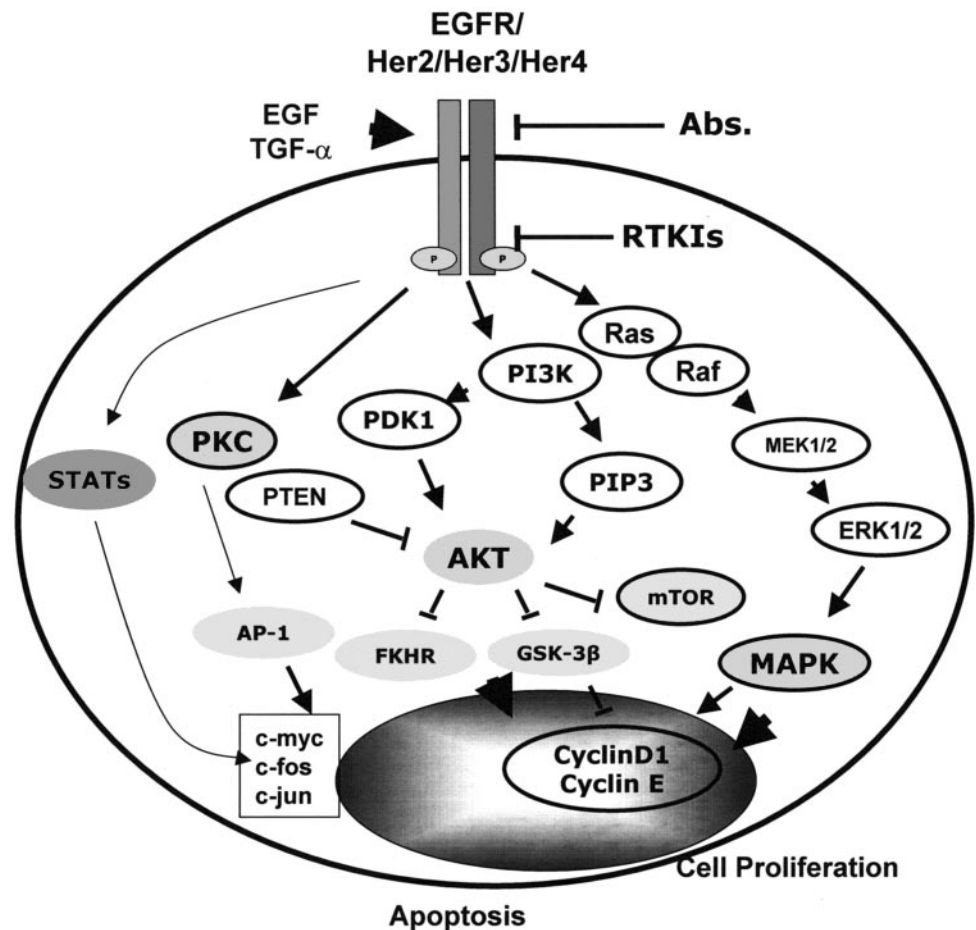 EGFR/
Her2/Her3/Her4
EGF
TGF-α
Abs.
P
P
RTKIs
Ras
Raf
PI3K
PDK1
PKC
MEK1/2
STATs
PTEN
PIP3
ERK1/2
AKT
mTOR
AP-1
FKHR
GSK-3β
MAPK
c-myc
c-fos
c-jun
CyclinD1
Cyclin E
Cell Proliferation
Apoptosis